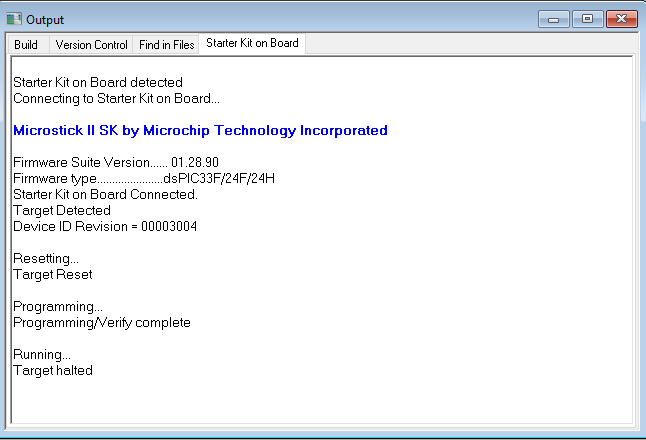 Output
Build Version Control Find in Files Starter Kit on Board
Starter Kit on Board detected
Connecting to Starter Kit on Board...
Microstick II SK by Microchip Technology Incorporated
Firmware Suite Version...... 01.28.90
Firmware type......................dsPIC33F/24F/24H
Starter Kit on Board Connected.
Target Detected
Device ID Revision = 00003004
Resetting...
Target Reset
Programming...
Programming/Verify complete
Running...
Target halted